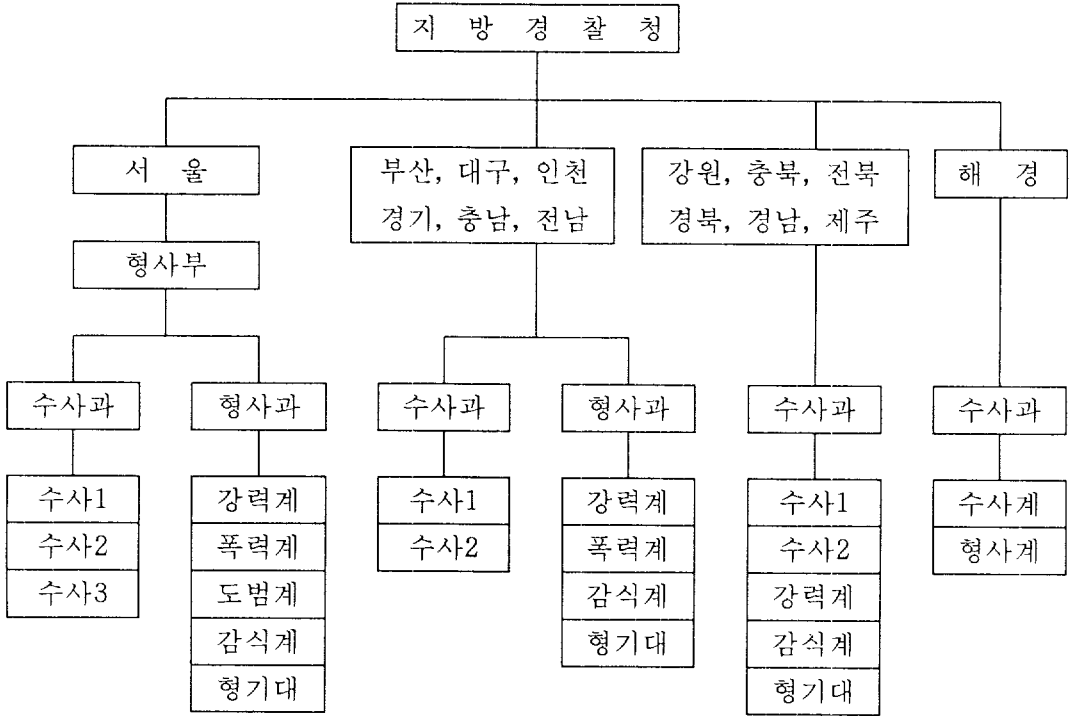 지 방 경 찰 청
서 울
부산, 대구, 인천
경기, 충남, 전남
강원, 충북, 전북
경북, 경남, 제주
해 경
형사부
수사과
형사과
수사과
형사과
수사과
수사과
수사1
수사2
수사3
강력계
폭력계
도범계
감식계
형기대
수사1
수사2
강력계
폭력계
감식계
형기대
수사1
수사2
강력계
감식계
형기대
수사계
형사계